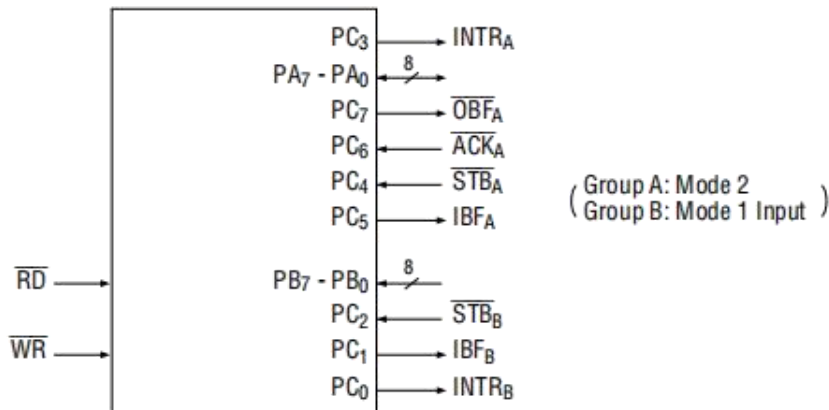 PC3 INTRA
PA7 - PA0 8
PC7 OBFA
PC6 ACKA
PC4 STBA
PC5 IBFA
( Group A: Mode 2
Group B: Mode 1 Input )
RD PB7 - PB0 8
PC2 STBB
WR PC1 IBFB
PC0 INTRB